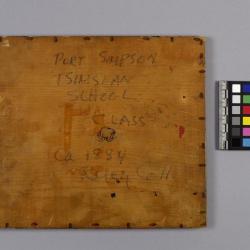 PORT SIMPSON
TSIMSEAN
SCHOOL
CLASS
Ca 1884